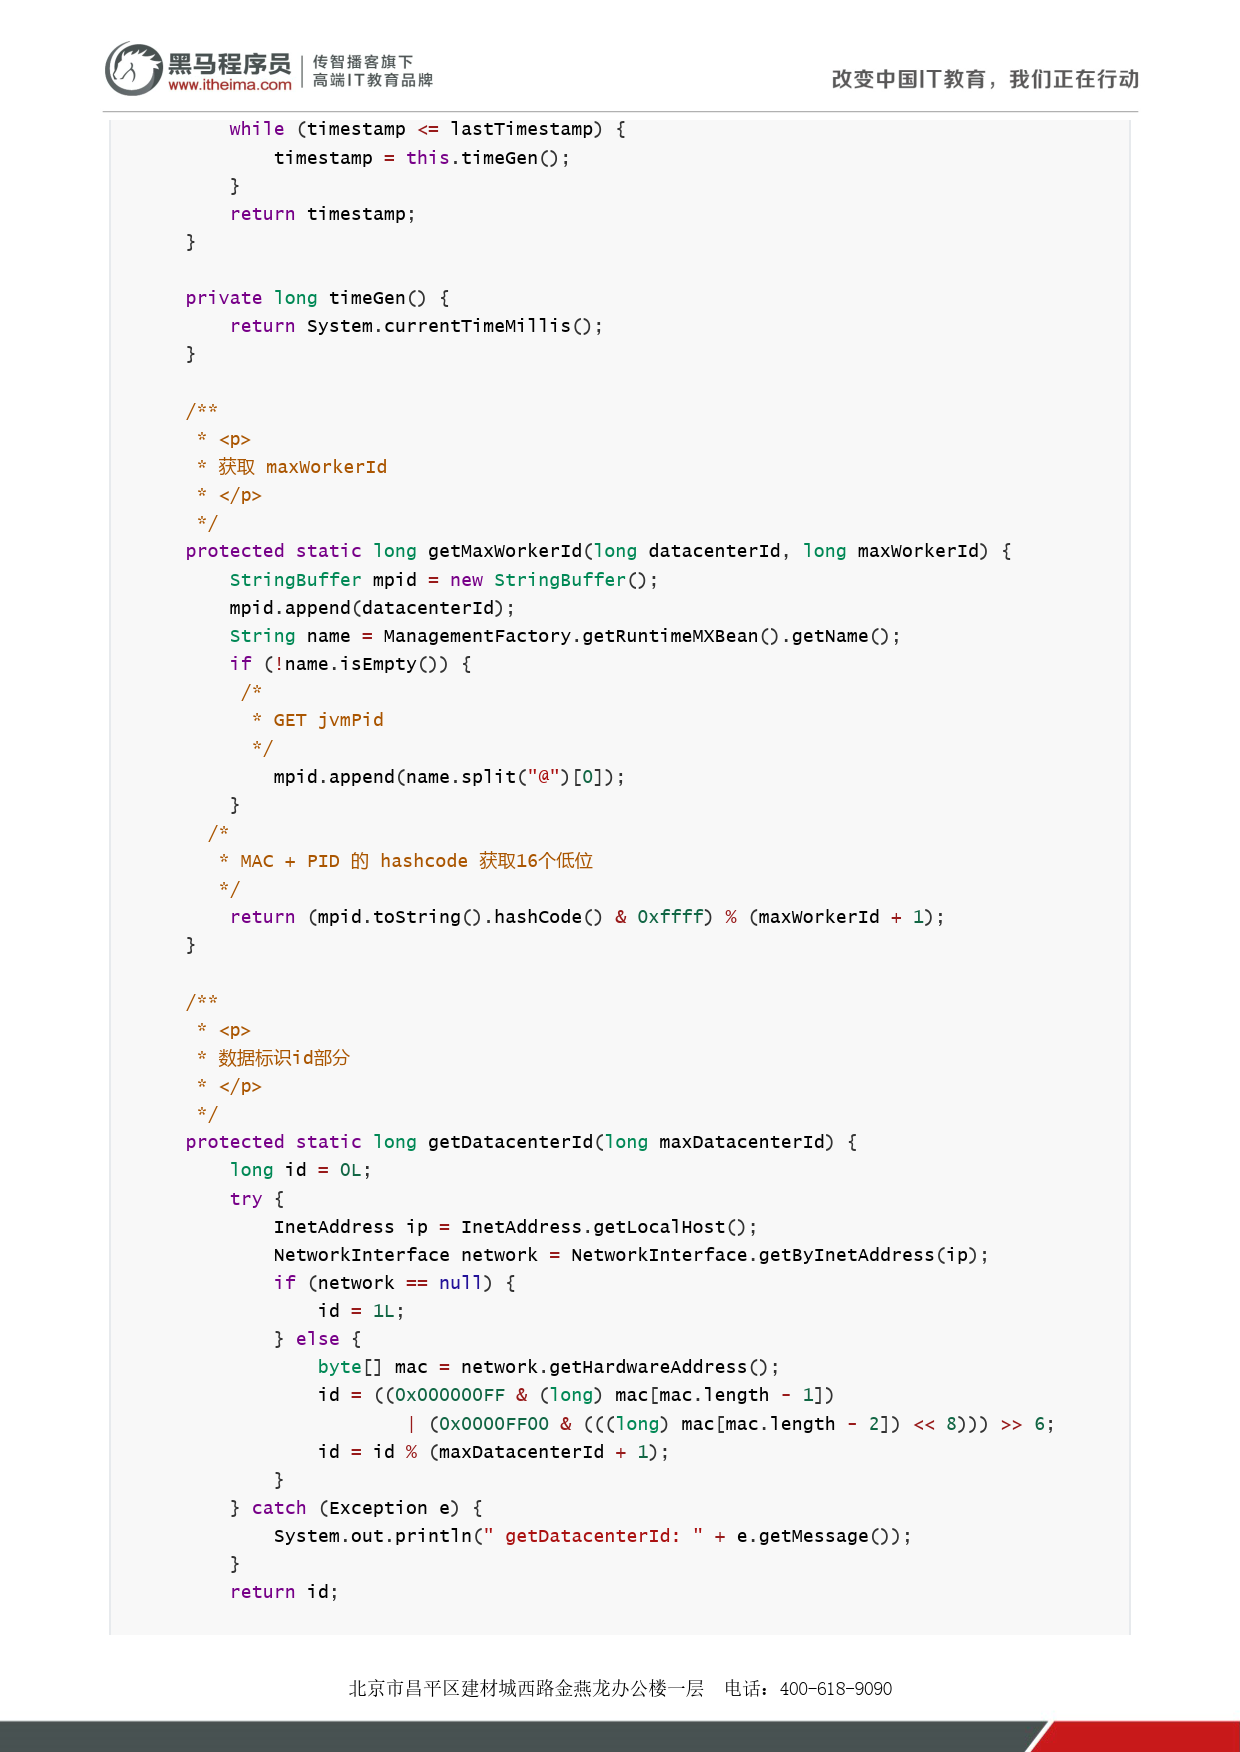 黑马程序员
www.itheima.com
传智播客旗下
高端IT教育品牌
改变中国IT教育，我们正在行动
        while (timestamp <= lastTimestamp) {
            timestamp = this.timeGen();
        }
        return timestamp;
    }

    private long timeGen() {
        return System.currentTimeMillis();
    }

    /**
     * <p>
     * 获取 maxWorkerId
     * </p>
     */
    protected static long getMaxWorkerId(long datacenterId, long maxWorkerId) {
        StringBuffer mpid = new StringBuffer();
        mpid.append(datacenterId);
        String name = ManagementFactory.getRuntimeMXBean().getName();
        if (!name.isEmpty()) {
         /*
          * GET jvmPid
          */
            mpid.append(name.split("@")[0]);
        }
      /*
       * MAC + PID 的 hashcode 获取16个低位
       */
        return (mpid.toString().hashCode() & 0xffff) % (maxWorkerId + 1);
    }

    /**
     * <p>
     * 数据标识id部分
     * </p>
     */
    protected static long getDatacenterId(long maxDatacenterId) {
        long id = 0L;
        try {
            InetAddress ip = InetAddress.getLocalHost();
            NetworkInterface network = NetworkInterface.getByInetAddress(ip);
            if (network == null) {
                id = 1L;
            } else {
                byte[] mac = network.getHardwareAddress();
                id = ((0x000000FF & (long) mac[mac.length - 1])
                        | (0x0000FF00 & (((long) mac[mac.length - 2]) << 8))) >> 6;
                id = id % (maxDatacenterId + 1);
            }
        } catch (Exception e) {
            System.out.println(" getDatacenterId: " + e.getMessage());
        }
        return id;
北京市昌平区建材城西路金燕龙办公楼一层 电话：400-618-9090